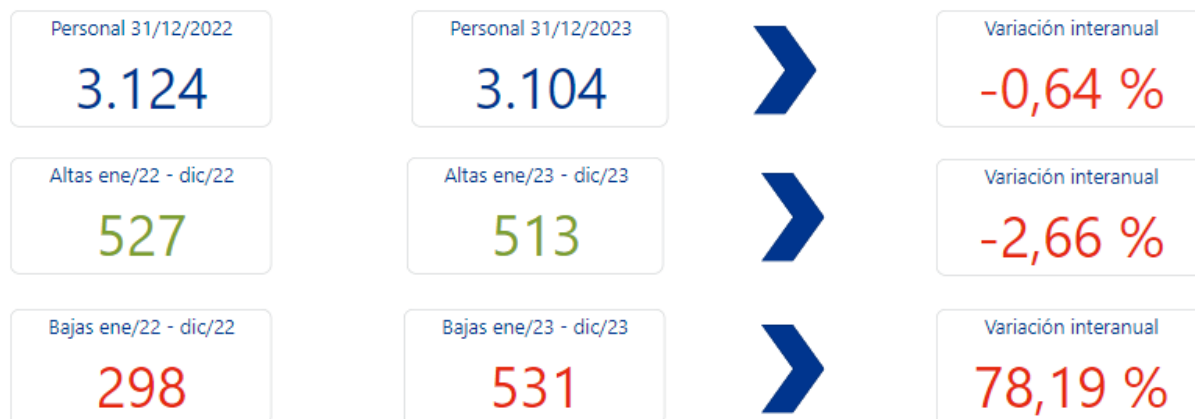 Personal 31/12/2022
3.124
Personal 31/12/2023
3.104
Variación interanual
-0,64 %
Altas ene/22 - dic/22
527
Altas ene/23 - dic/23
513
Variación interanual
-2,66 %
Bajas ene/22 - dic/22
298
Bajas ene/23 - dic/23
531
Variación interanual
78,19 %